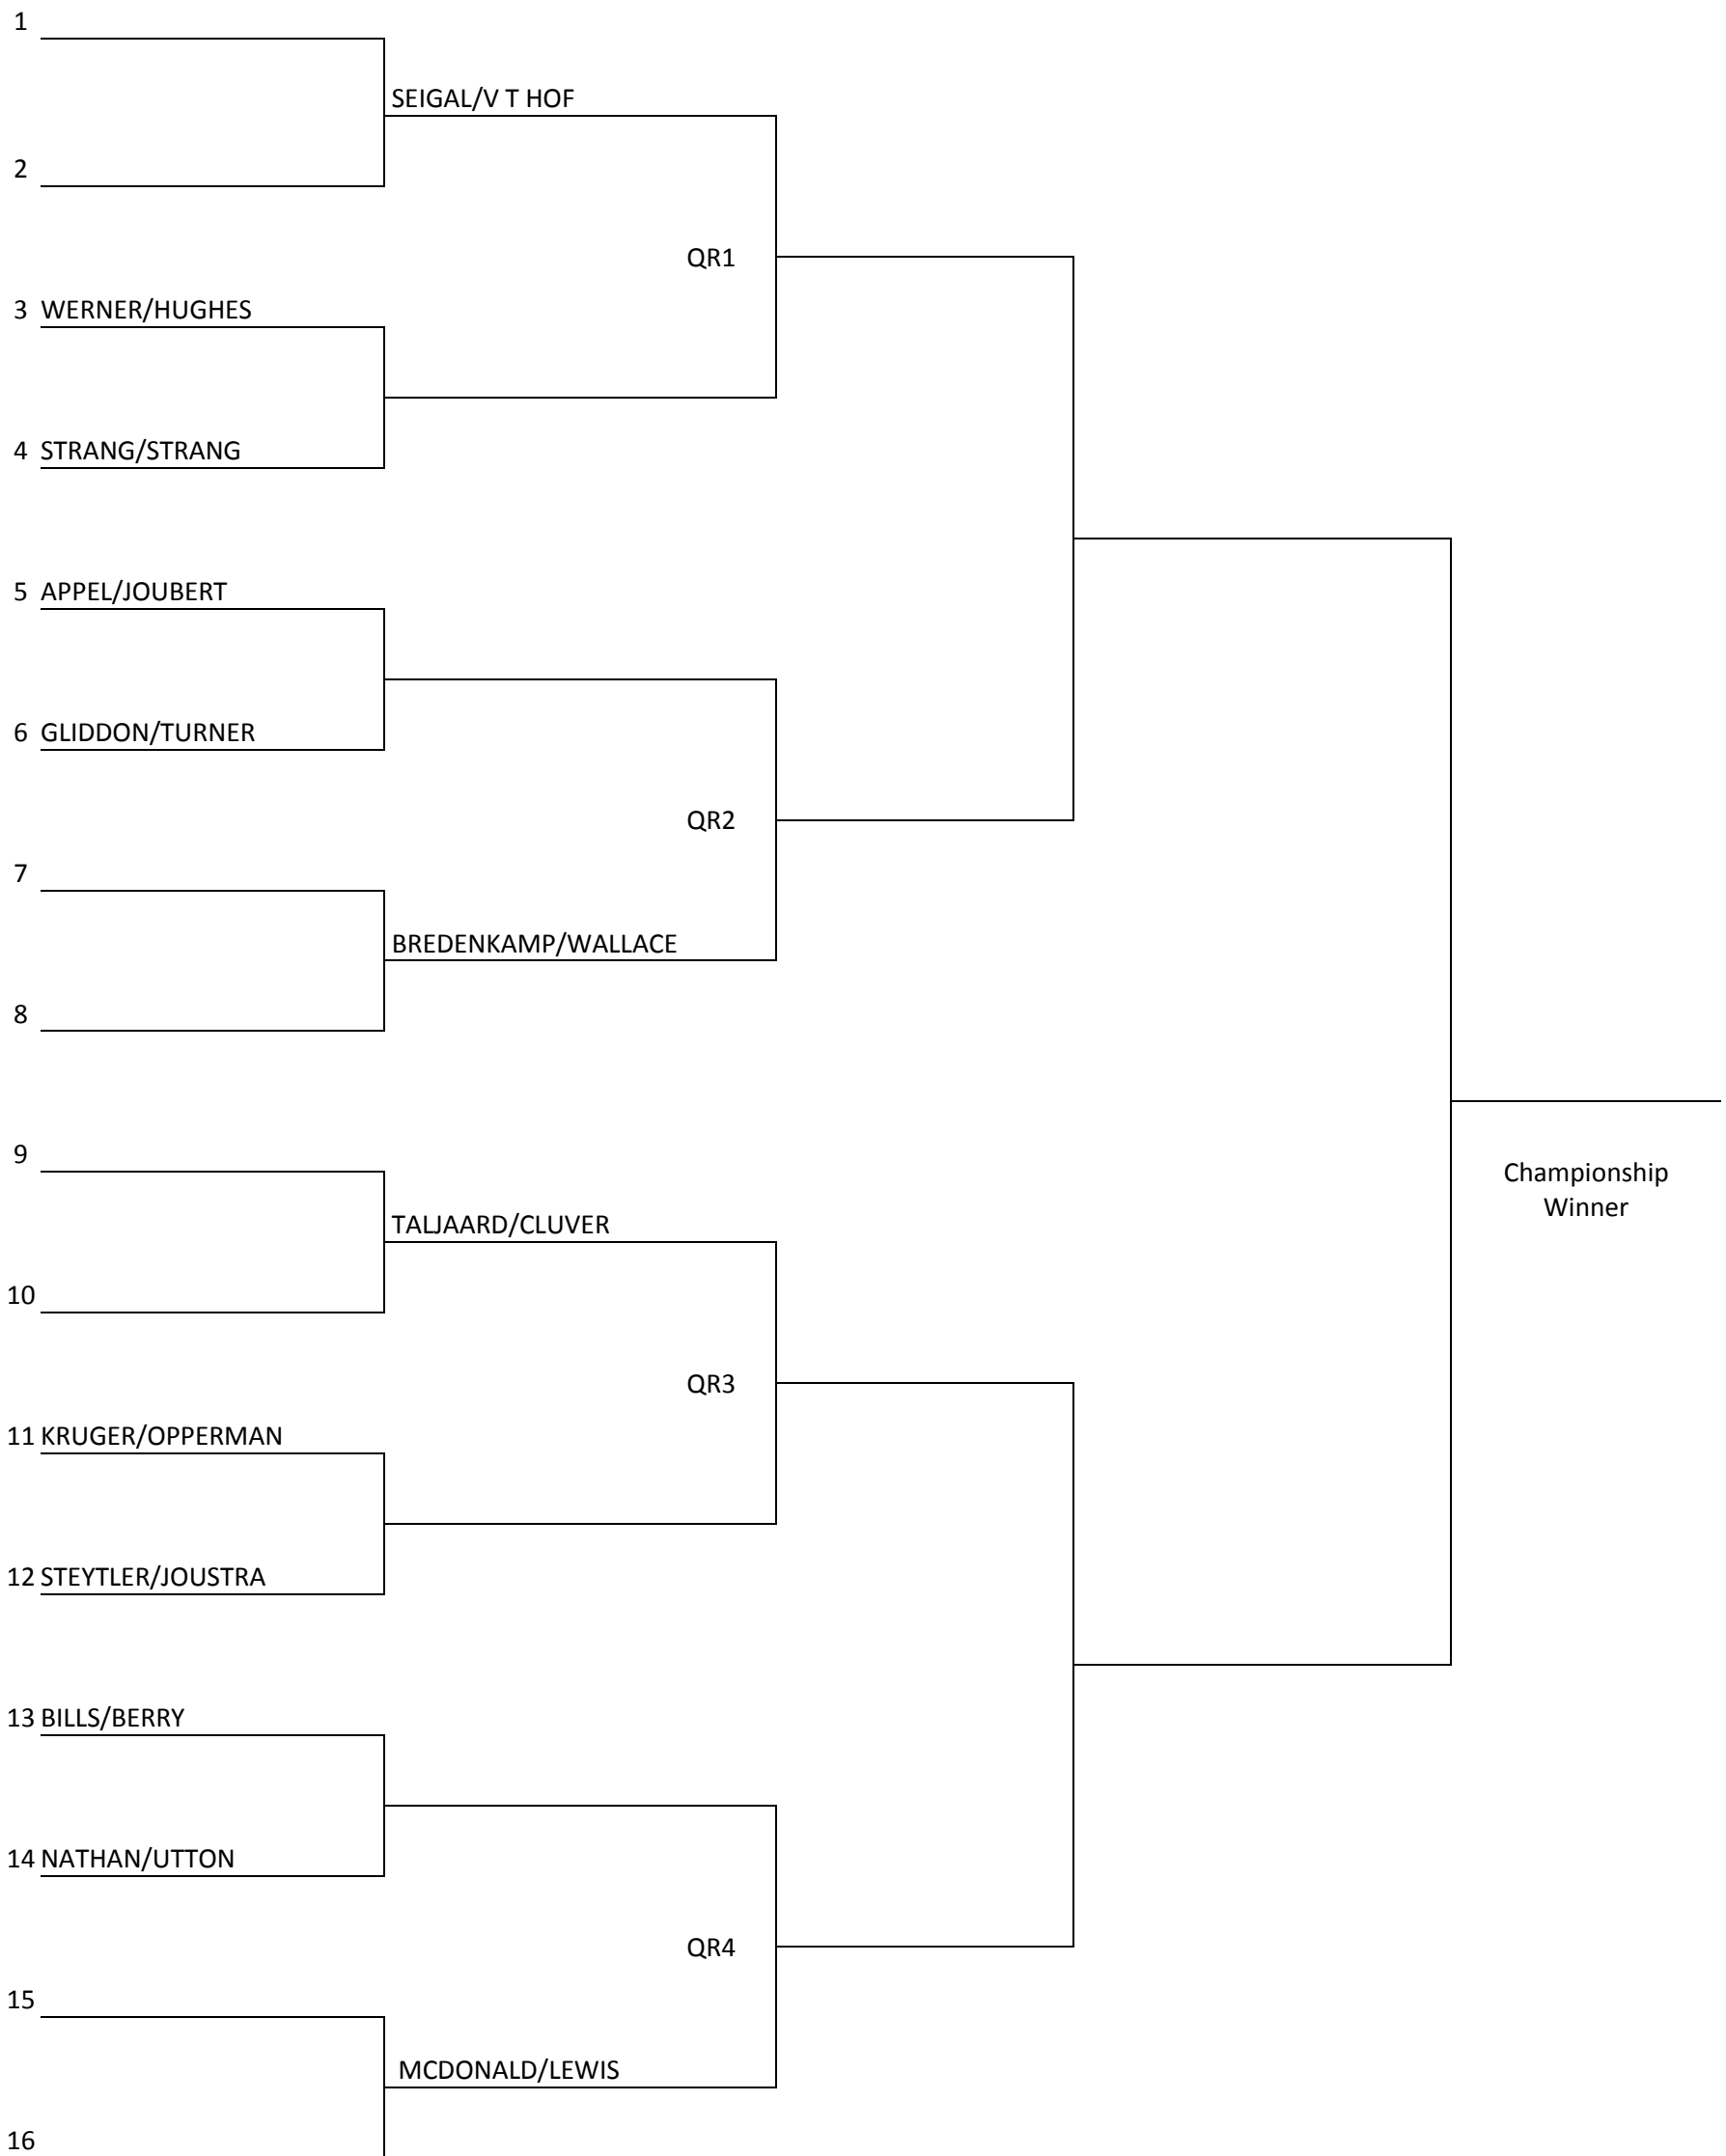 1
SEIGAL/V T HOF
2
QR1
3 WERNER/HUGHES
4 STRANG/STRANG
5 APPEL/JOUBERT
6 GLIDDON/TURNER
QR2
7
BREDENKAMP/WALLACE
8
9
Championship
Winner
TALJAARD/CLUVER
10
QR3
11 KRUGER/OPPERMAN
12 STEYTLER/JOUSTRA
13 BILLS/BERRY
14 NATHAN/UTTON
QR4
15
MCDONALD/LEWIS
16